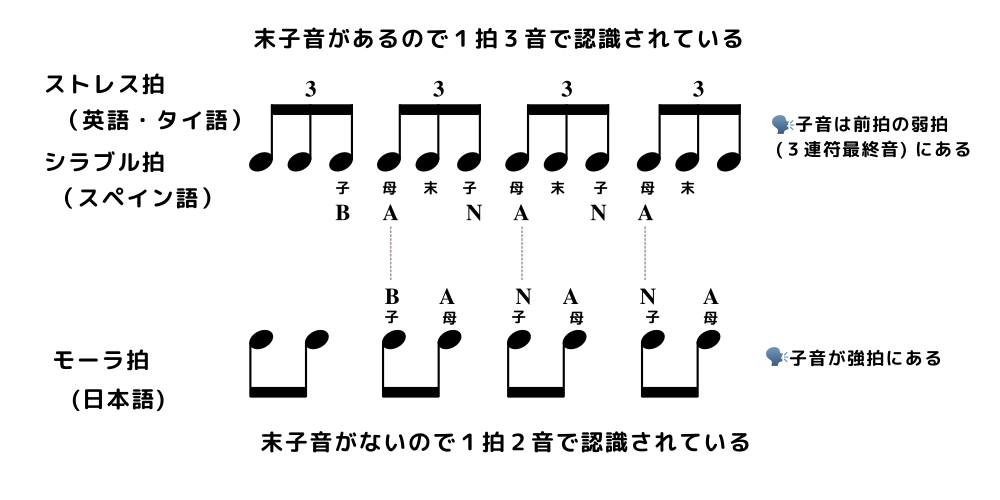 末子音があるので１拍３音で認識されている
ストレス拍
3 3 3 3
（英語・タイ語）
🗣子音は前拍の弱拍
(３連符最終音) にある
シラブル拍
（スペイン語）
子 母 末 子 母 末 子 母 末
B A N A N A
B A N A N A
子 母 子 母 子 母
モーラ拍
🗣子音が強拍にある
(日本語)
末子音がないので１拍２音で認識されている